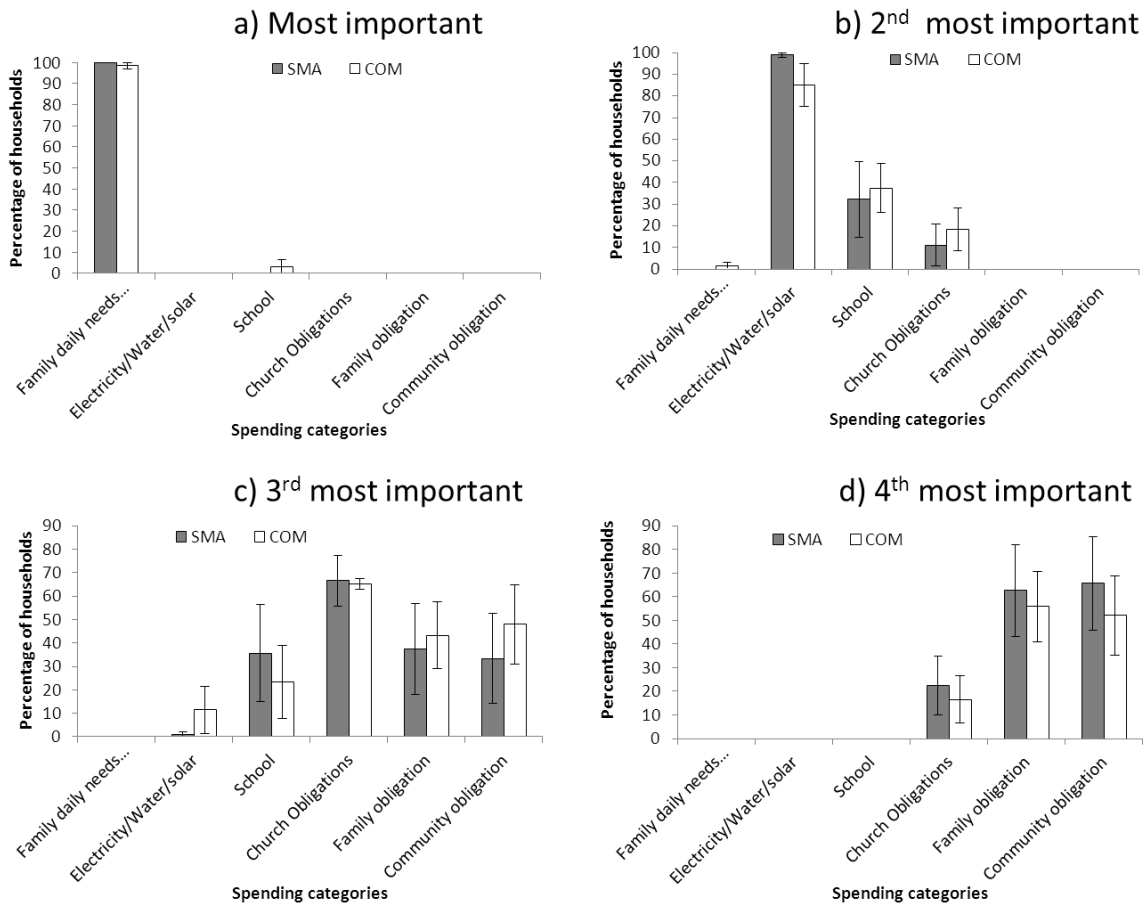 a) Most important
SMA COM
Percentage of households
100
90
80
70
60
50
40
30
20
10
0
Family daily needs...
Electricity/Water/solar
School
Church Obligations
Family obligation
Community obligation
Spending categories
b) 2nd most important
SMA COM
Percentage of households
100
90
80
70
60
50
40
30
20
10
0
Family daily needs...
Electricity/Water/solar
School
Church Obligations
Family obligation
Community obligation
Spending categories
c) 3rd most important
SMA COM
Percentage of households
90
80
70
60
50
40
30
20
10
0
Family daily needs...
Electricity/Water/solar
School
Church Obligations
Family obligation
Community obligation
Spending categories
d) 4th most important
SMA COM
Percentage of households
90
80
70
60
50
40
30
20
10
0
Family daily needs...
Electricity/Water/solar
School
Church Obligations
Family obligation
Community obligation
Spending categories